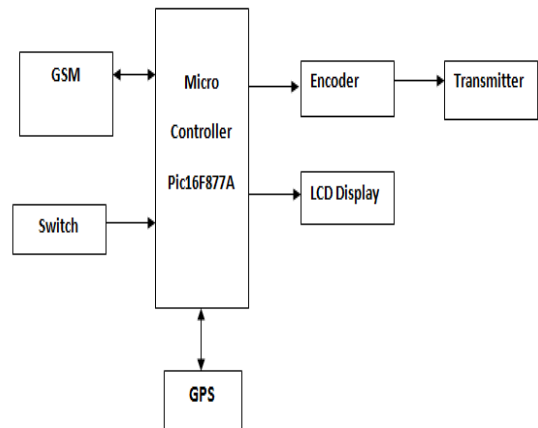 GSM
Micro
Controller
Pic16F877A
Encoder
Transmitter
LCD Display
Switch
GPS